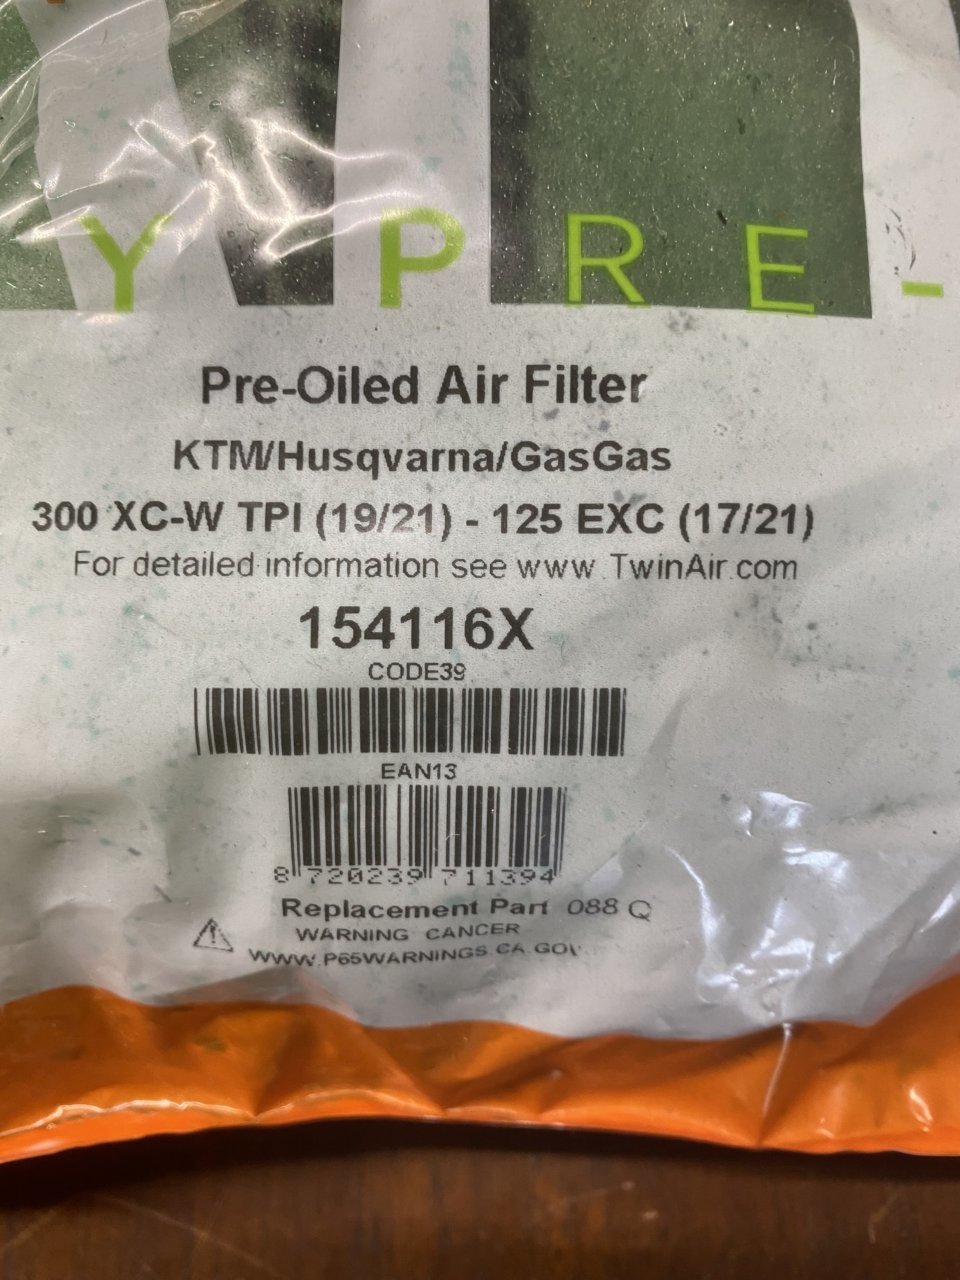 Y PRE-
Pre-Oiled Air Filter
KTM/Husqvarna/GasGas
300 XC-W TPI (19/21) - 125 EXC (17/21)
For detailed information see www.TwinAir.com
154116X
CODE39
EAN13
8 720239 711394
Replacement Part 088 Q
WARNING CANCER
WWW.P65WARNINGS.CA.GOV